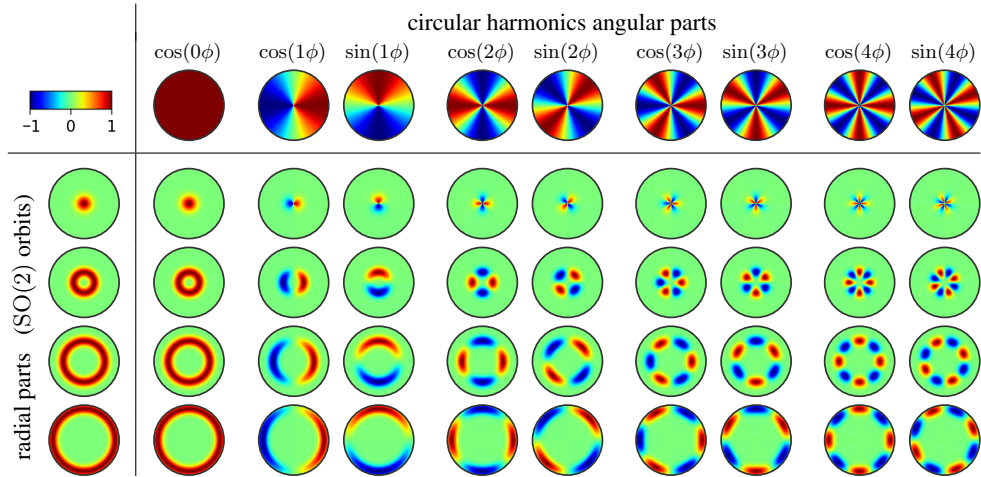 circular harmonics angular parts
cos(0ϕ) cos(1ϕ) sin(1ϕ) cos(2ϕ) sin(2ϕ) cos(3ϕ) sin(3ϕ) cos(4ϕ) sin(4ϕ)
−1 0 1
radial parts (SO(2) orbits)